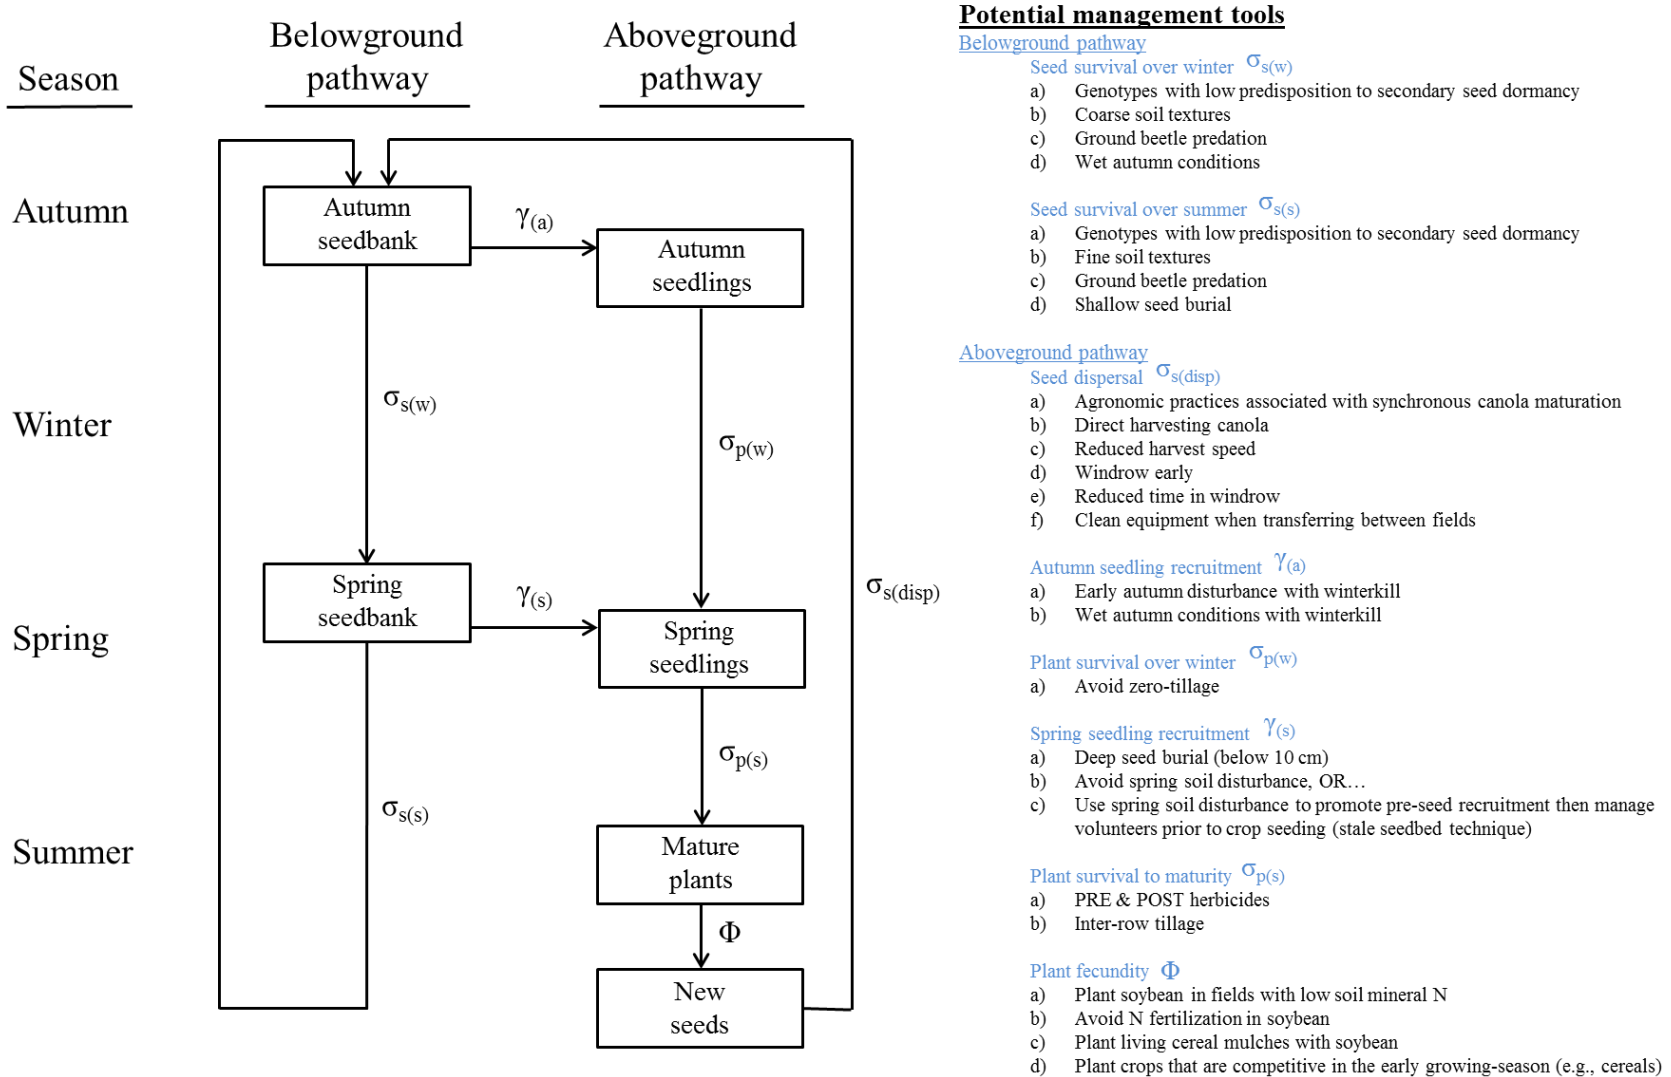 Season
Belowground
pathway
Aboveground
pathway
Autumn
Winter
Spring
Summer
Autumn
seedbank
γ(a)
Autumn
seedlings
σs(w)
σp(w)
Spring
seedbank
γ(s)
Spring
seedlings
σs(disp)
σs(s)
σp(s)
Mature
plants
Φ
New
seeds
Potential management tools
Belowground pathway
Seed survival over winter σs(w)
a) Genotypes with low predisposition to secondary seed dormancy
b) Coarse soil textures
c) Ground beetle predation
d) Wet autumn conditions
Seed survival over summer σs(s)
a) Genotypes with low predisposition to secondary seed dormancy
b) Fine soil textures
c) Ground beetle predation
d) Shallow seed burial
Aboveground pathway
Seed dispersal σs(disp)
a) Agronomic practices associated with synchronous canola maturation
b) Direct harvesting canola
c) Reduced harvest speed
d) Windrow early
e) Reduced time in windrow
f) Clean equipment when transferring between fields
Autumn seedling recruitment γ(a)
a) Early autumn disturbance with winterkill
b) Wet autumn conditions with winterkill
Plant survival over winter σp(w)
a) Avoid zero-tillage
Spring seedling recruitment γ(s)
a) Deep seed burial (below 10 cm)
b) Avoid spring soil disturbance, OR…
c) Use spring soil disturbance to promote pre-seed recruitment then manage
volunteers prior to crop seeding (stale seedbed technique)
Plant survival to maturity σp(s)
a) PRE & POST herbicides
b) Inter-row tillage
Plant fecundity Φ
a) Plant soybean in fields with low soil mineral N
b) Avoid N fertilization in soybean
c) Plant living cereal mulches with soybean
d) Plant crops that are competitive in the early growing-season (e.g., cereals)